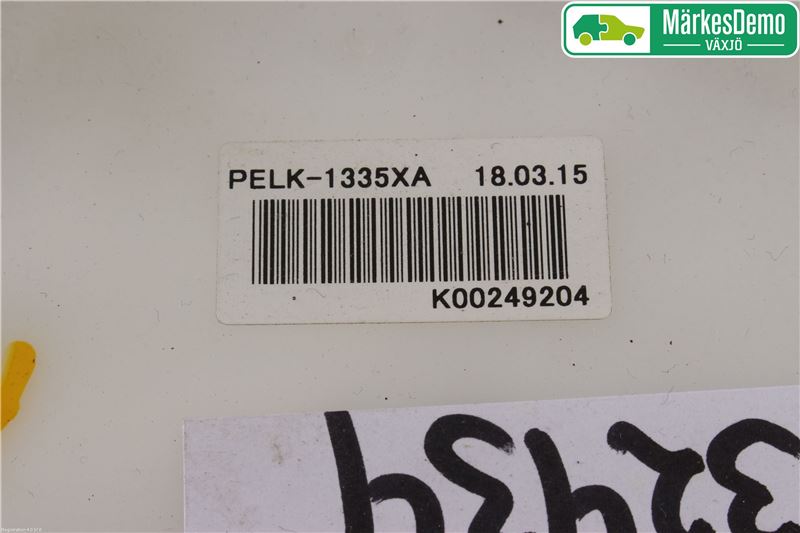 MärkesDemo
VÄXJÖ
PELK-1335XA 18.03.15
K00249204